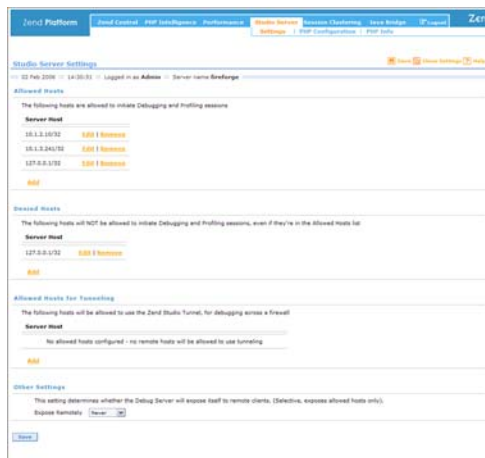 Zend Platform
Zend Central PHP Intelligence Performance Studio Server Session Clustering Java Bridge Logout
Settings | PHP Configuration | PHP Info
Studio Server Settings
Save Show Settings Help
02 Feb 2006 14:30:51 Logged in as Admin Server name fireforge
Allowed Hosts
The following hosts are allowed to initiate Debugging and Profiling sessions
Server Host
10.1.2.10/32 Edit | Remove
10.1.3.241/32 Edit | Remove
127.0.0.1/32 Edit | Remove
Add
Denied Hosts
The following hosts will NOT be allowed to initiate Debugging and Profiling sessions, even if they're in the Allowed Hosts list
Server Host
127.0.0.1/32 Edit | Remove
Add
Allowed Hosts for Tunneling
The following hosts will be allowed to use the Zend Studio Tunnel, for debugging across a firewall
Server Host
No allowed hosts configured - no remote hosts will be allowed to use tunneling
Add
Other Settings
This setting determines whether the Debug Server will expose itself to remote clients. (Selective, exposes allowed hosts only).
Expose Remotely Never
Save